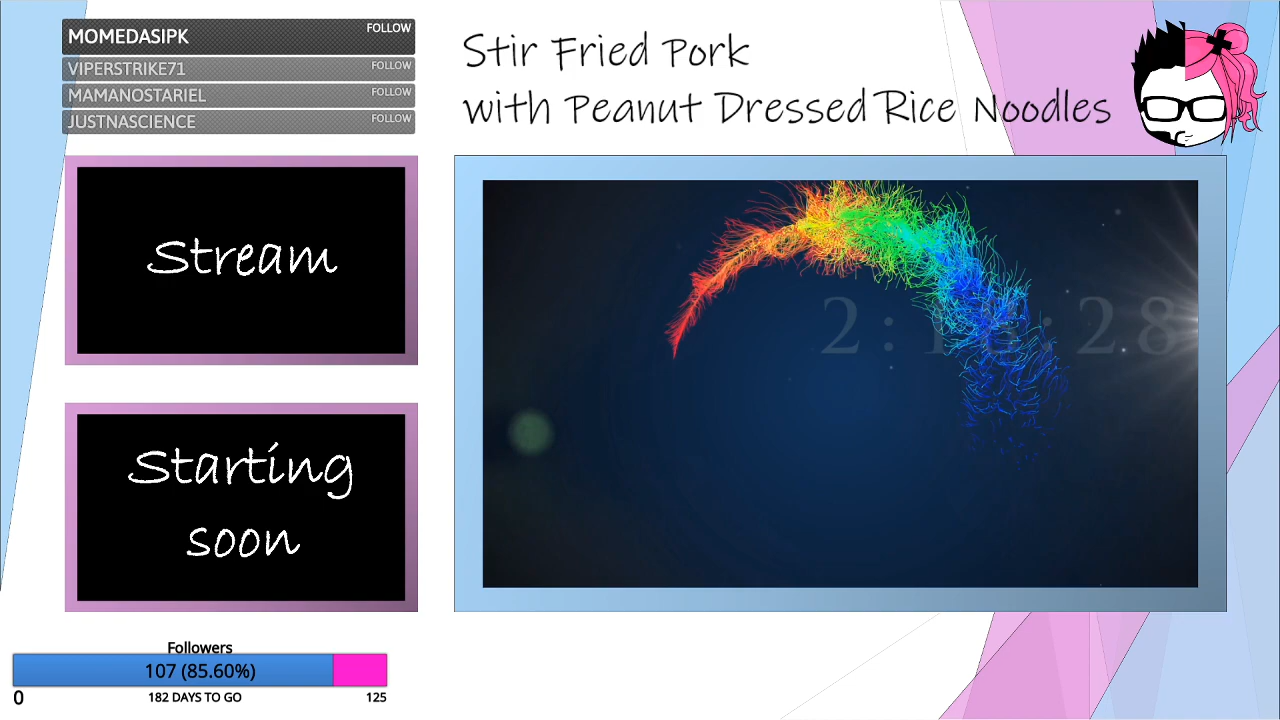 MOMEDASIPK FOLLOW
VIPERSTRIKE71 FOLLOW
MAMANOSTARIEL FOLLOW
JUSTNASCIENCE FOLLOW
Stir Fried Pork
with Peanut Dressed Rice Noodles
Stream
Starting
soon
Followers
107 (85.60%)
0 182 DAYS TO GO 125